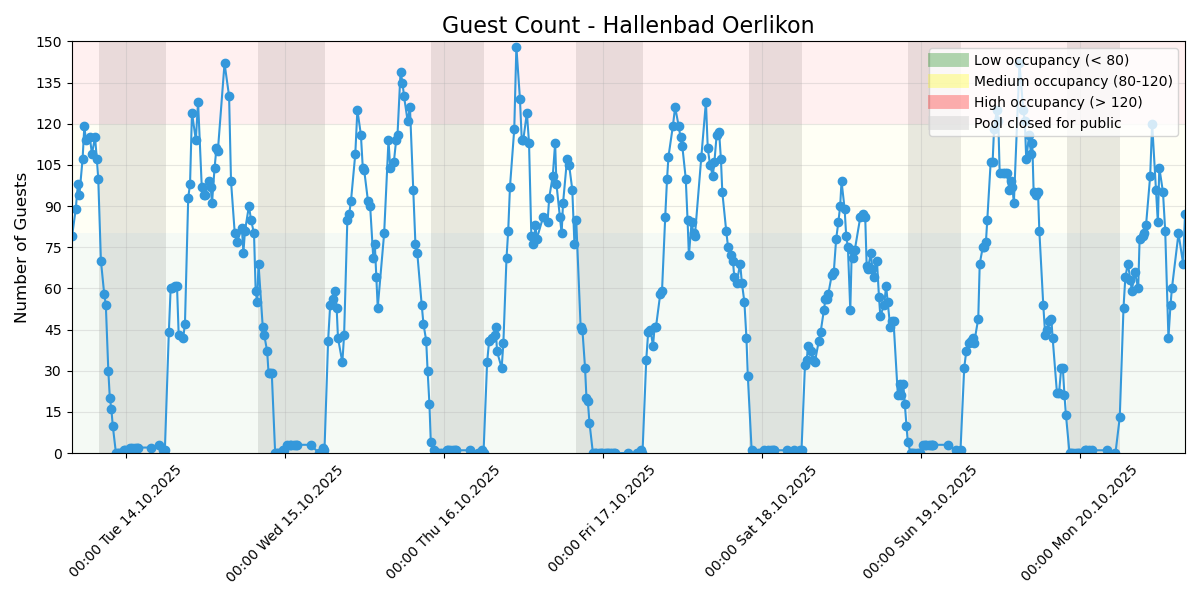 Guest Count - Hallenbad Oerlikon
Number of Guests
150
135
120
105
90
75
60
45
30
15
0
Low occupancy (< 80)
Medium occupancy (80-120)
High occupancy (> 120)
Pool closed for public
00:00 Tue 14.10.2025
00:00 Wed 15.10.2025
00:00 Thu 16.10.2025
00:00 Fri 17.10.2025
00:00 Sat 18.10.2025
00:00 Sun 19.10.2025
00:00 Mon 20.10.2025